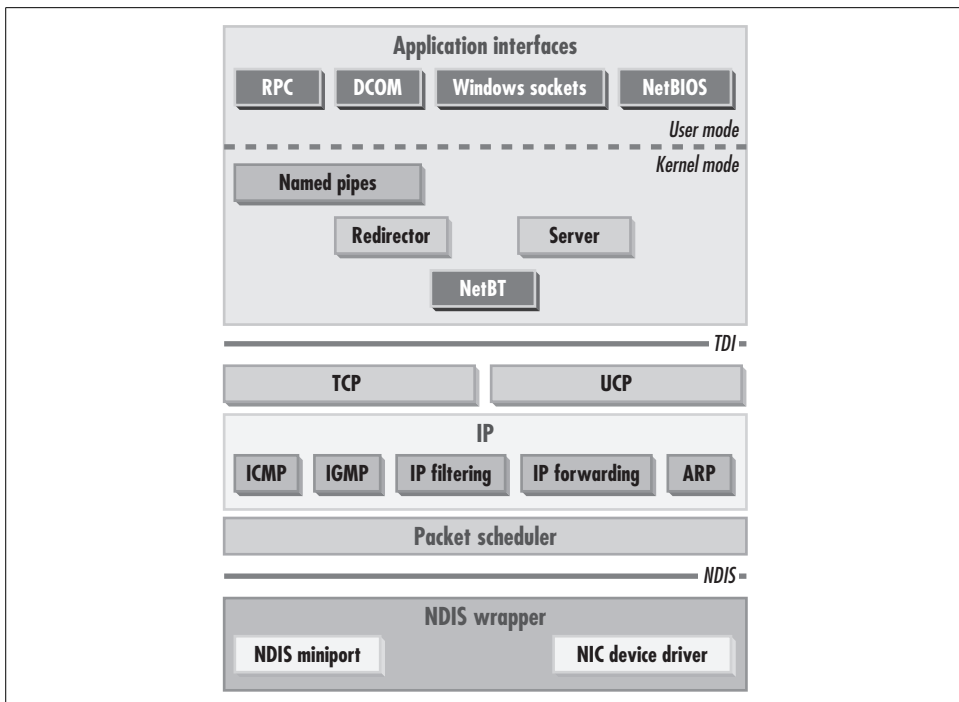 Application interfaces
RPC DCOM Windows sockets NetBIOS
User mode
Kernel mode
Named pipes
Redirector Server
NetBT
TDI
TCP UCP
IP
ICMP IGMP IP filtering IP forwarding ARP
Packet scheduler
NDIS
NDIS wrapper
NDIS miniport NIC device driver